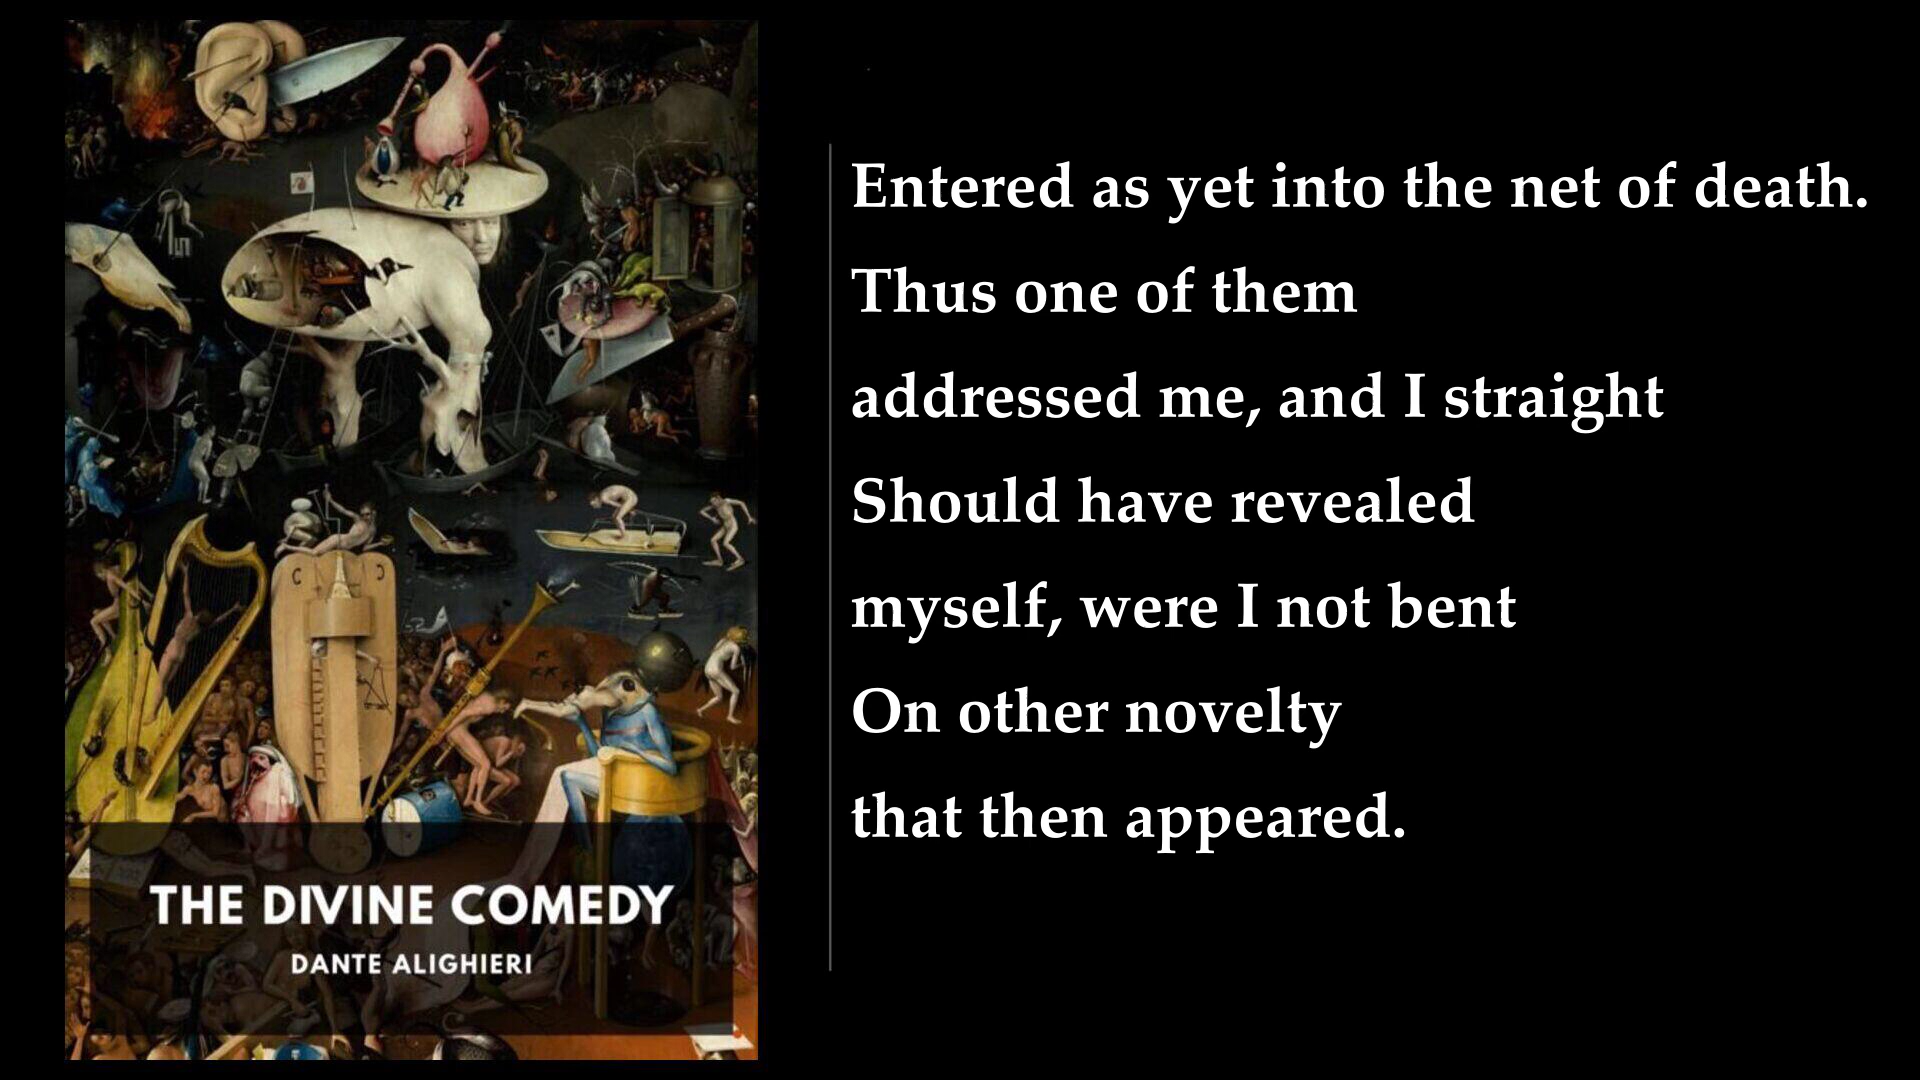 Entered as yet into the net of death.
Thus one of them
addressed me, and I straight
Should have revealed
myself, were I not bent
On other novelty
that then appeared.
THE DIVINE COMEDY
DANTE ALIGHIERI